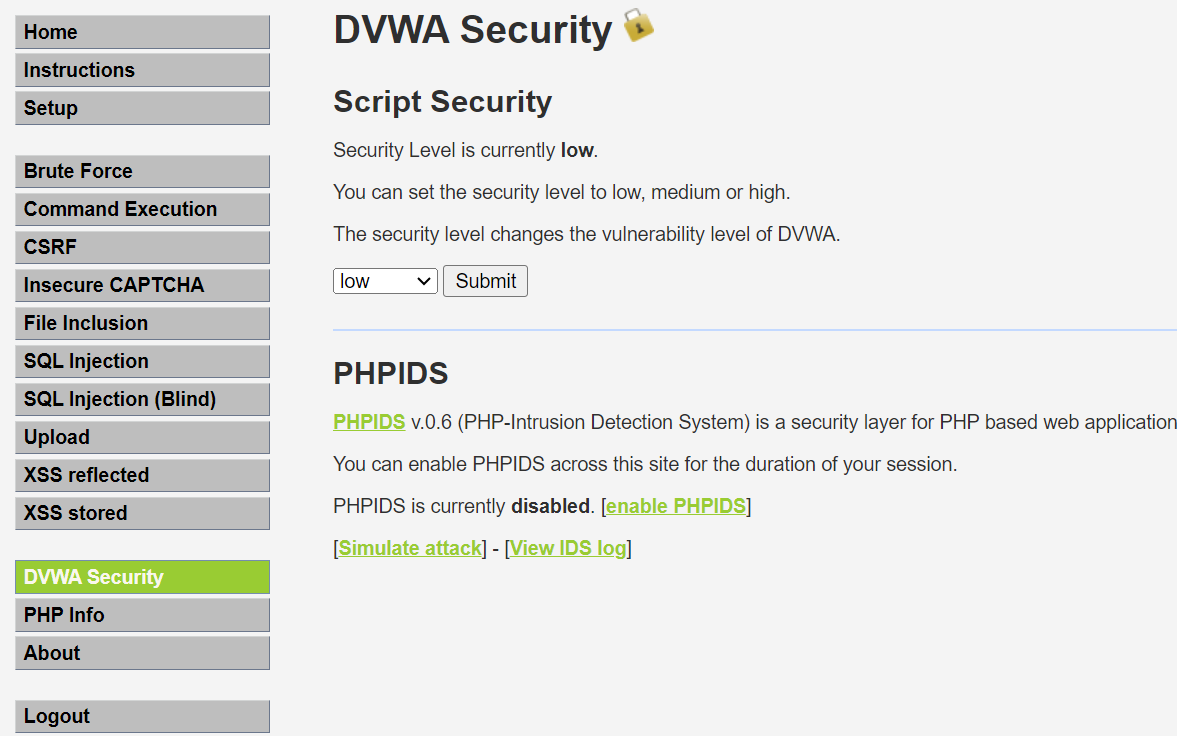 Home
Instructions
Setup
Brute Force
Command Execution
CSRF
Insecure CAPTCHA
File Inclusion
SQL Injection
SQL Injection (Blind)
Upload
XSS reflected
XSS stored
DVWA Security
PHP Info
About
Logout
DVWA Security
Script Security
Security Level is currently low.
You can set the security level to low, medium or high.
The security level changes the vulnerability level of DVWA.
low Submit
PHPIDS
PHPIDS v.0.6 (PHP-Intrusion Detection System) is a security layer for PHP based web application
You can enable PHPIDS across this site for the duration of your session.
PHPIDS is currently disabled. [enable PHPIDS]
[Simulate attack] - [View IDS log]